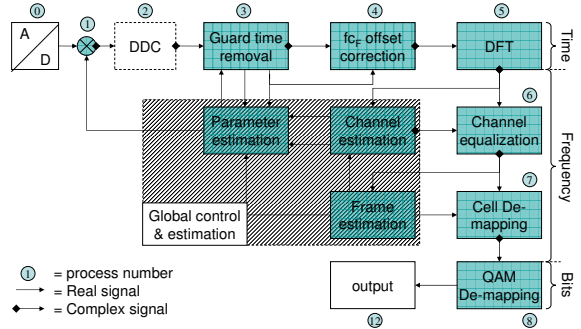 0
1
2
3
4
5
A
D
DDC
Guard time
removal
fcF offset
correction
DFT
Time
6
Parameter
estimation
Channel
estimation
Channel
equalization
Frequency
7
Global control
& estimation
Frame
estimation
Cell De-
mapping
1 = process number
= Real signal
= Complex signal
output
QAM
De-mapping
Bits
12
8